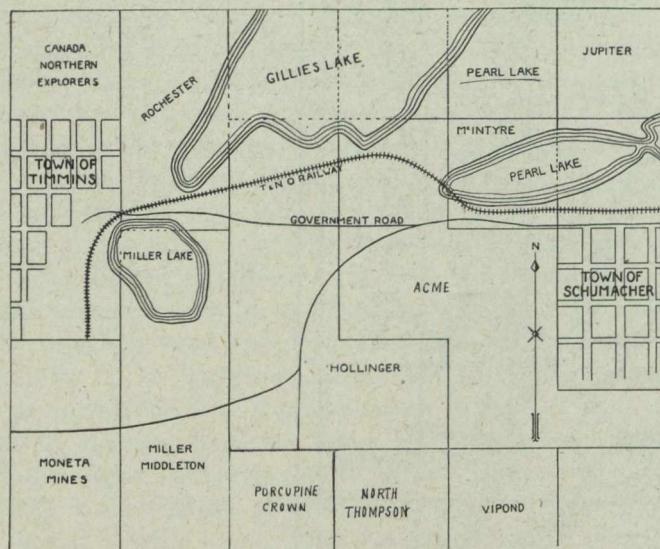 CANADA
NORTHERN
EXPLORERS
ROCHESTER
GILLIES LAKE
PEARL LAKE
JUPITER
McINTYRE
TOWN OF
TIMMINS
T & N O RAILWAY
PEARL LAKE
GOVERNMENT ROAD
MILLER LAKE
N
ACME
TOWN OF
SCHUMACHER
HOLLINGER
MONETA
MINES
MILLER
MIDDLETON
PORCUPINE
CROWN
NORTH
THOMPSON
VIPOND